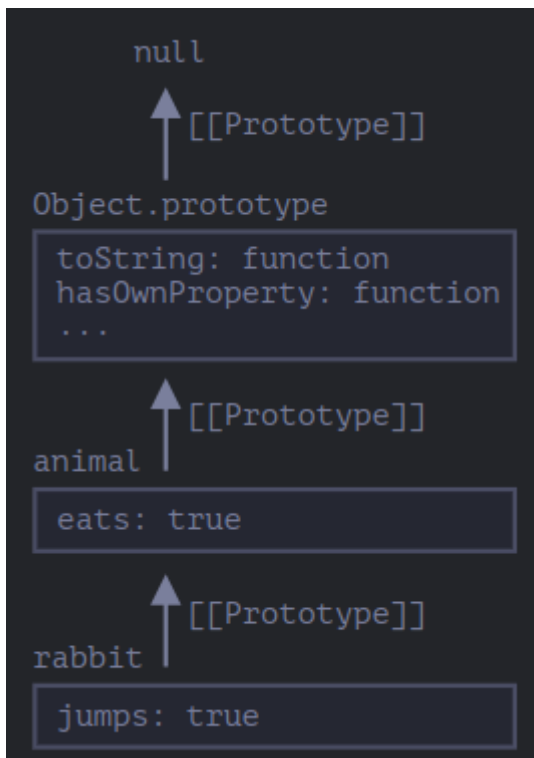 null
[[Prototype]]
Object.prototype
toString: function
hasOwnProperty: function
...
[[Prototype]]
animal
eats: true
[[Prototype]]
rabbit
jumps: true